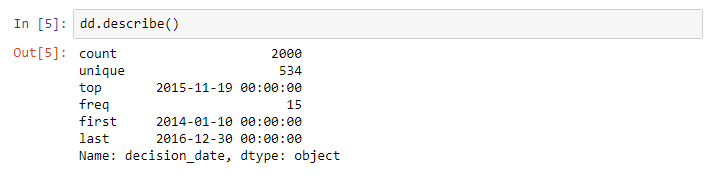 In [5]: dd.describe()
Out[5]: count                     2000
unique                     534
top       2015-11-19 00:00:00
freq                        15
first     2014-01-10 00:00:00
last      2016-12-30 00:00:00
Name: decision_date, dtype: object